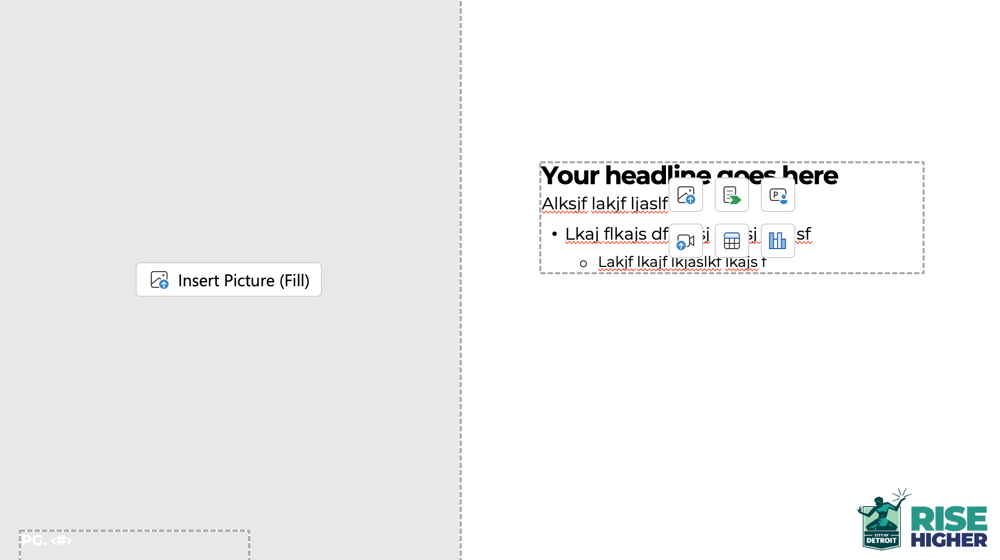 Insert Picture (Fill)
PG. ‹#›
Your headline goes here
Alksjf lakjf ljaslf
• Lkaj flkajs df
o Lakjf lkajf lkjaslkf lkajs f
CITY OF
DETROIT
RISE
HIGHER